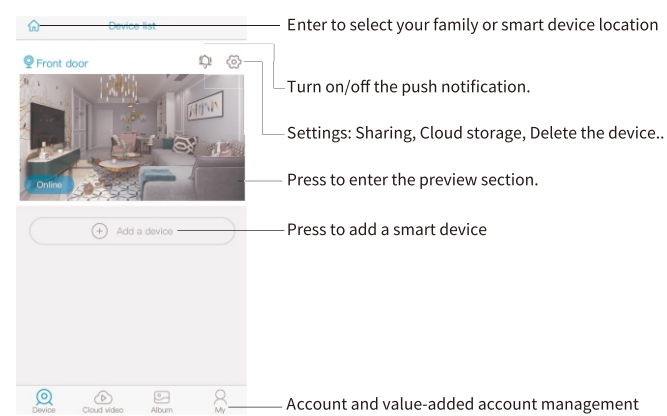 Device list
Enter to select your family or smart device location
Front door
Turn on/off the push notification.
Settings: Sharing, Cloud storage, Delete the device..
Online
Press to enter the preview section.
Add a device
Press to add a smart device
Device
Cloud video
Album
My
Account and value-added account management